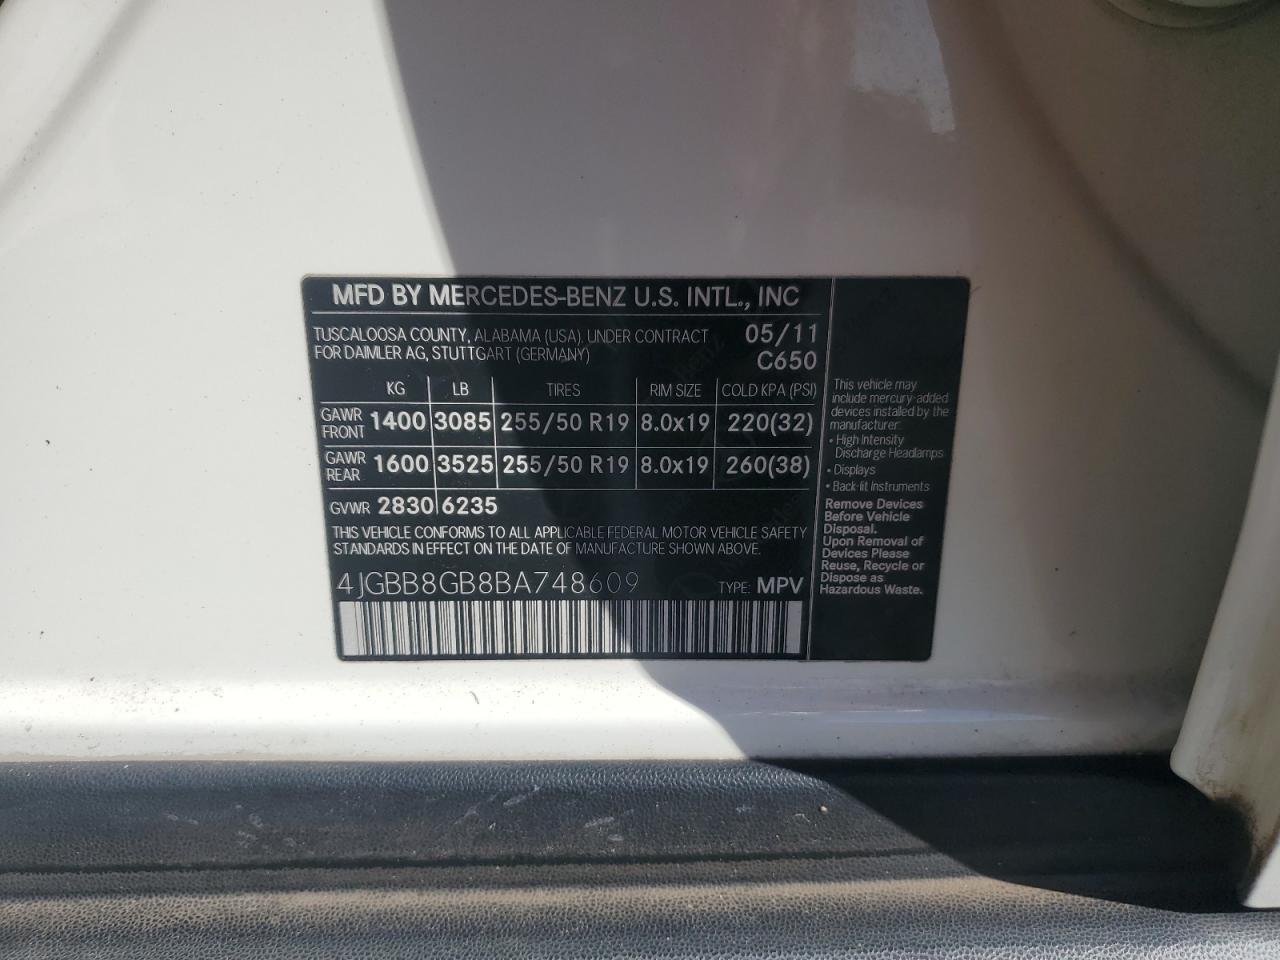 MFD BY MERCEDES-BENZ U.S. INTL., INC
TUSCALOOSA COUNTY, ALABAMA (USA), UNDER CONTRACT 05/11
FOR DAIMLER AG, STUTTGART (GERMANY) C650
KG LB TIRES RIM SIZE COLD KPA (PSI)
GAWR FRONT 1400 3085 255/50 R19 8.0x19 220(32)
GAWR REAR 1600 3525 255/50 R19 8.0x19 260(38)
GVWR 2830 6235
THIS VEHICLE CONFORMS TO ALL APPLICABLE FEDERAL MOTOR VEHICLE SAFETY
STANDARDS IN EFFECT ON THE DATE OF MANUFACTURE SHOWN ABOVE.
4JGBB8GB8BA748609 TYPE: MPV
This vehicle may
include mercury-added
devices installed by the
manufacturer:
• High Intensity
Discharge Headlamps
• Displays
• Back-lit Instruments
Remove Devices
Before Vehicle
Disposal.
Upon Removal of
Devices Please
Reuse, Recycle or
Dispose as
Hazardous Waste.